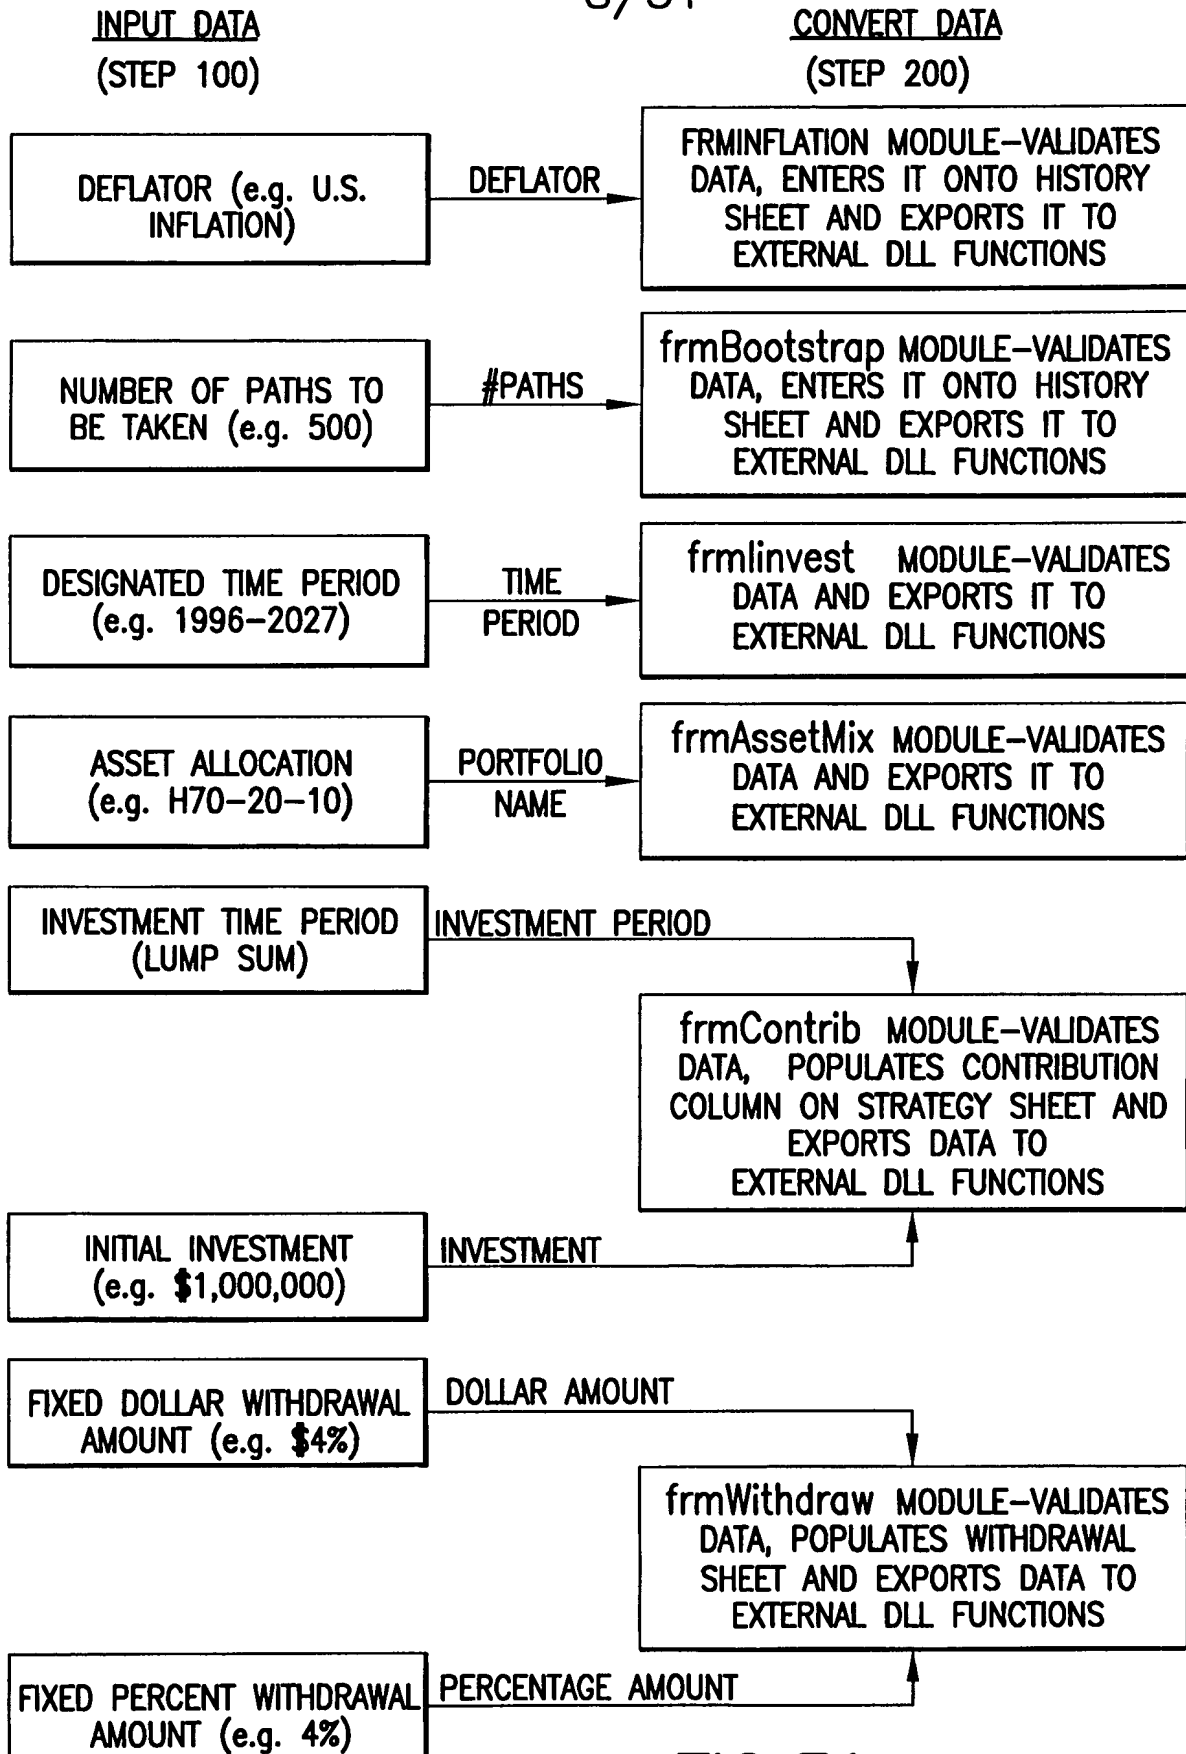 INPUT DATA
(STEP 100)
CONVERT DATA
(STEP 200)
DEFLATOR (e.g. U.S.
INFLATION)
DEFLATOR
FRMINFLATION MODULE-VALIDATES
DATA, ENTERS IT ONTO HISTORY
SHEET AND EXPORTS IT TO
EXTERNAL DLL FUNCTIONS
NUMBER OF PATHS TO
BE TAKEN (e.g. 500)
#PATHS
frmBootstrap MODULE-VALIDATES
DATA, ENTERS IT ONTO HISTORY
SHEET AND EXPORTS IT TO
EXTERNAL DLL FUNCTIONS
DESIGNATED TIME PERIOD
(e.g. 1996-2027)
TIME
PERIOD
frmIinvest MODULE-VALIDATES
DATA AND EXPORTS IT TO
EXTERNAL DLL FUNCTIONS
ASSET ALLOCATION
(e.g. H70-20-10)
PORTFOLIO
NAME
frmAssetMix MODULE-VALIDATES
DATA AND EXPORTS IT TO
EXTERNAL DLL FUNCTIONS
INVESTMENT TIME PERIOD
(LUMP SUM)
INVESTMENT PERIOD
frmContrib MODULE-VALIDATES
DATA, POPULATES CONTRIBUTION
COLUMN ON STRATEGY SHEET AND
EXPORTS DATA TO
EXTERNAL DLL FUNCTIONS
INITIAL INVESTMENT
(e.g. $1,000,000)
INVESTMENT
FIXED DOLLAR WITHDRAWAL
AMOUNT (e.g. $4%)
DOLLAR AMOUNT
frmWithdraw MODULE-VALIDATES
DATA, POPULATES WITHDRAWAL
SHEET AND EXPORTS DATA TO
EXTERNAL DLL FUNCTIONS
FIXED PERCENT WITHDRAWAL
AMOUNT (e.g. 4%)
PERCENTAGE AMOUNT